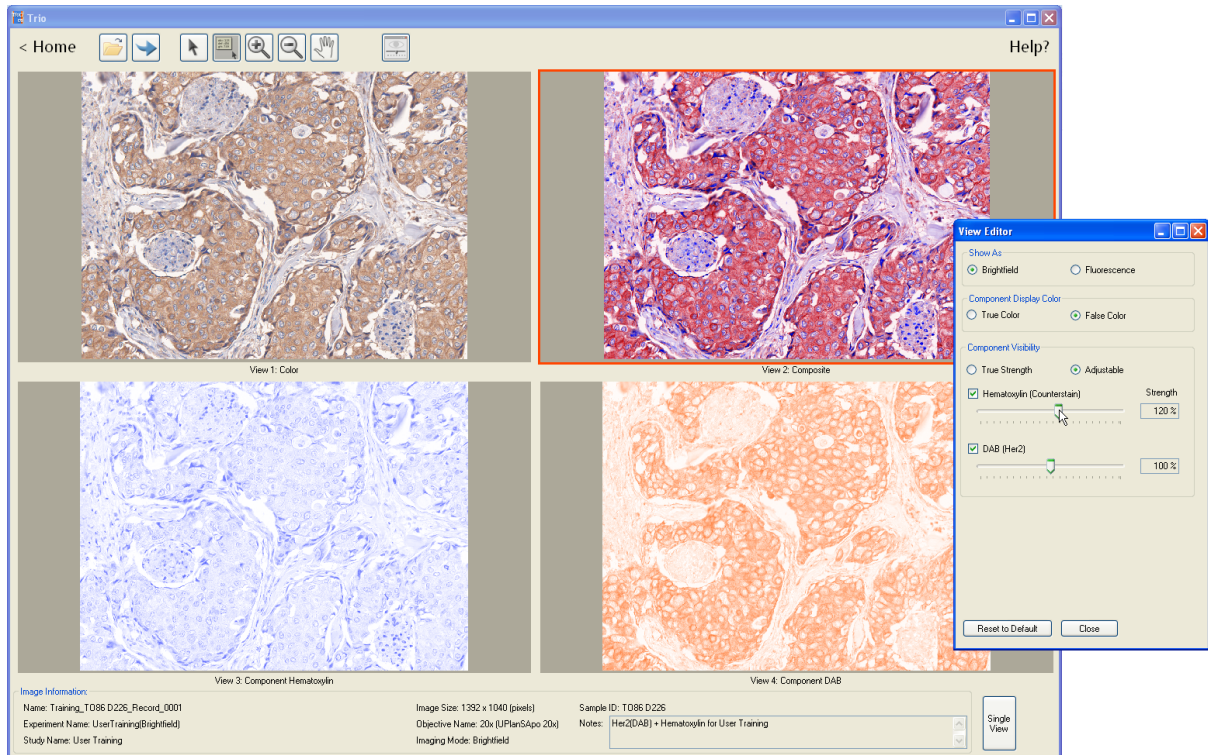 Trio
< Home
Help?
View 1: Color
View 2: Composite
View Editor
Show As
Brightfield
Fluorescence
Component Display Color
True Color
False Color
Component Visibility
True Strength
Adjustable
Hematoxylin (Counterstain)
Strength
120 %
DAB (Her2)
100 %
Reset to Default
Close
View 3: Component Hematoxylin
View 4: Component DAB
Image Information:
Name: Training_TO86 D226_Record_0001
Image Size: 1392 x 1040 (pixels)
Sample ID: TO86 D226
Experiment Name: UserTraining(Brightfield)
Objective Name: 20x (UPlanSApo 20x)
Notes: Her2(DAB) + Hematoxylin for User Training
Study Name: User Training
Imaging Mode: Brightfield
Single
View